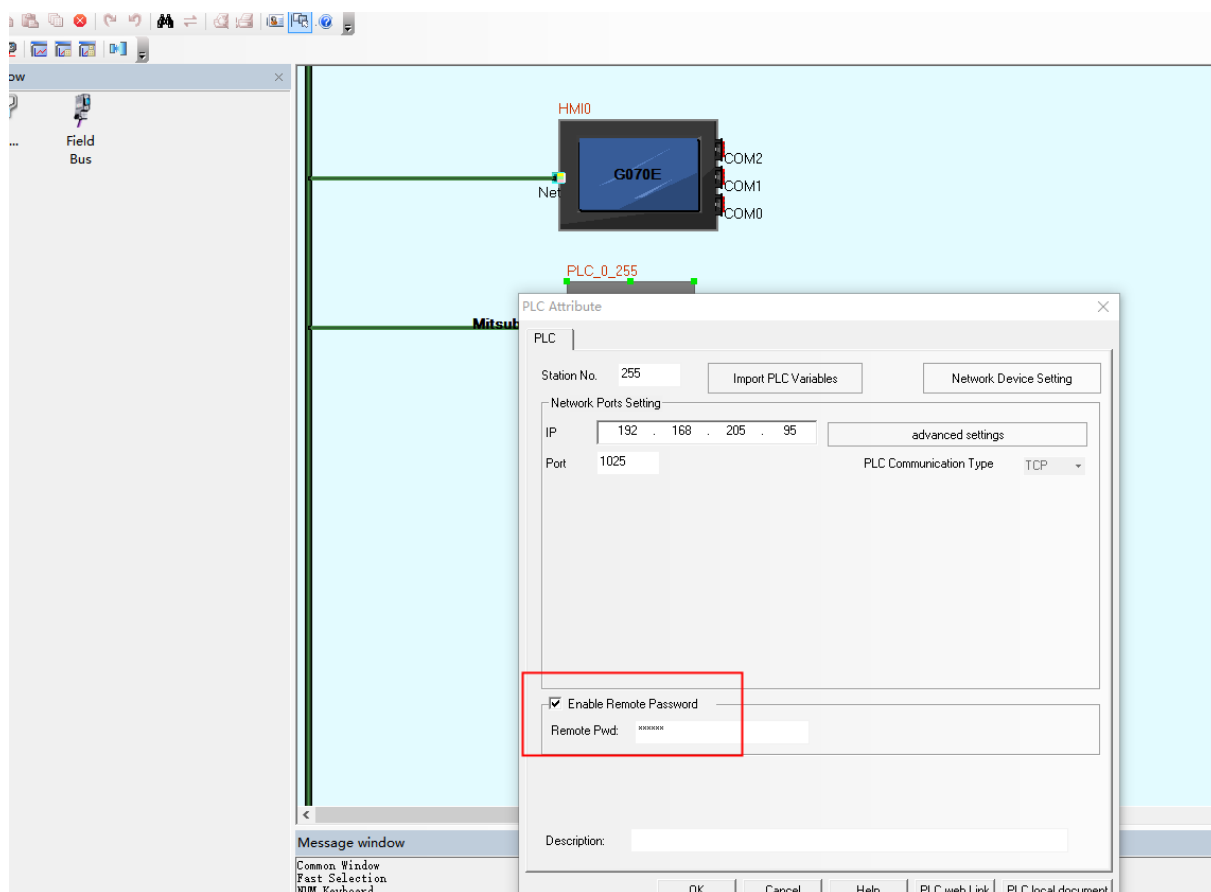 Field
Bus
HMI0
G070E
Net
COM2
COM1
COM0
PLC_0_255
PLC Attribute
PLC
Station No. 255 Import PLC Variables Network Device Setting
Network Ports Setting
IP 192 . 168 . 205 . 95 advanced settings
Port 1025 PLC Communication Type TCP
Enable Remote Password
Remote Pwd: ******
Description:
OK Cancel Help PLC web Link PLC local document
Message window
Common Window
Fast Selection
NUM Keyboard